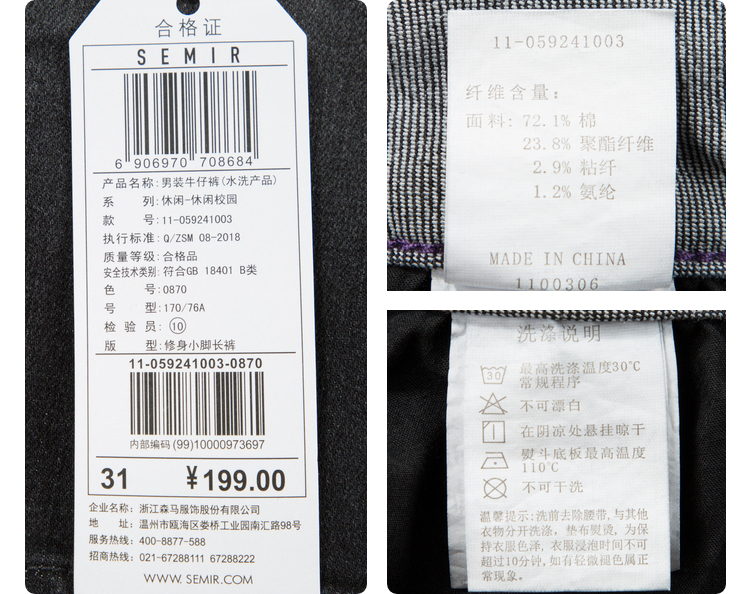 合格证
SEMIR
6 906970 708684
产品名称: 男装牛仔裤(水洗产品)
系 列: 休闲-休闲校园
款 号: 11-059241003
执行标准: Q/ZSM 08-2018
质量等级: 合格品
安全技术类别: 符合GB 18401 B类
色 号: 0870
号 型: 170/76A
检 验 员: ⑩
版 型: 修身小脚长裤
11-059241003-0870
内部编码 (99)10000973697
31 ¥199.00
企业名称: 浙江森马服饰股份有限公司
地 址: 温州市瓯海区娄桥工业园南汇路98号
服务热线: 400-8877-588
招商热线: 021-67288111 67288222
WWW.SEMIR.COM
11-059241003
纤维含量:
面料: 72.1% 棉
23.8% 聚酯纤维
2.9% 粘纤
1.2% 氨纶
MADE IN CHINA
1100306
洗涤说明
30
最高洗涤温度30℃
常规程序
不可漂白
在阴凉处悬挂晾干
熨斗底板最高温度
110℃
不可干洗
温馨提示: 洗前去除腰带, 与其他
衣物分开洗涤, 垫布熨烫, 为保
持衣服色泽, 衣服浸泡时间不可
超过10分钟, 如有轻微褪色属正
常现象。